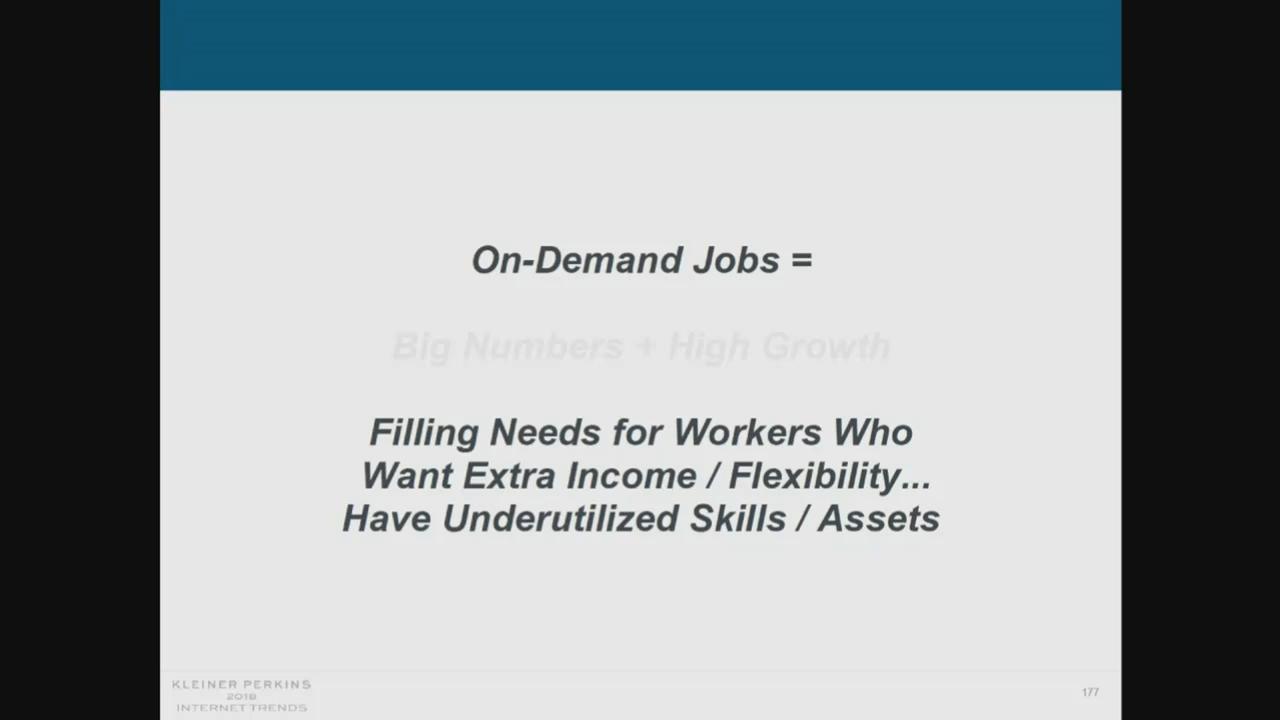 On-Demand Jobs =
Big Numbers + High Growth
Filling Needs for Workers Who
Want Extra Income / Flexibility...
Have Underutilized Skills / Assets
KLEINER PERKINS
2018
INTERNET TRENDS
177